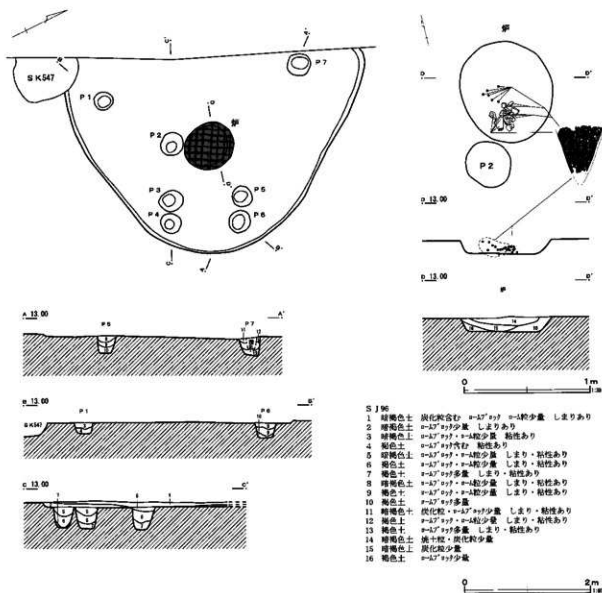 SK547
P1
P2
P3
P4
P5
P6
P7
炉
炉
P2
D 13.00
D'
炉
A 13.00
A'
P5
P7
B 13.00
B'
SK547
P1
P6
C 13.00
C'
0 1m
SJ96
1 暗褐色土 炭化粒含む ロームブロック ローム粒少量 しまりあり
2 暗褐色土 ロームブロック少量 しまりあり
3 暗褐色土 ロームブロック・ローム粒少量 粘性あり
4 褐色土 ロームブロック含む 粘性あり
5 暗褐色土 ロームブロック・ローム粒少量 しまり・粘性あり
6 褐色土 ロームブロック・ローム粒少量 しまり・粘性あり
7 褐色土 ロームブロック多量 しまり・粘性あり
8 暗褐色土 ロームブロック・ローム粒少量 しまり・粘性あり
9 褐色土 ロームブロック・ローム粒少量 しまり・粘性あり
10 褐色土 ロームブロック多量
11 暗褐色土 炭化粒・ロームブロック少量 しまり・粘性あり
12 褐色土 ロームブロック・ローム粒少量 しまり・粘性あり
13 褐色土 ロームブロック多量 しまり・粘性あり
14 暗褐色土 焼土粒・炭化粒少量
15 暗褐色土 炭化粒少量
16 褐色土 ロームブロック少量
0 2m